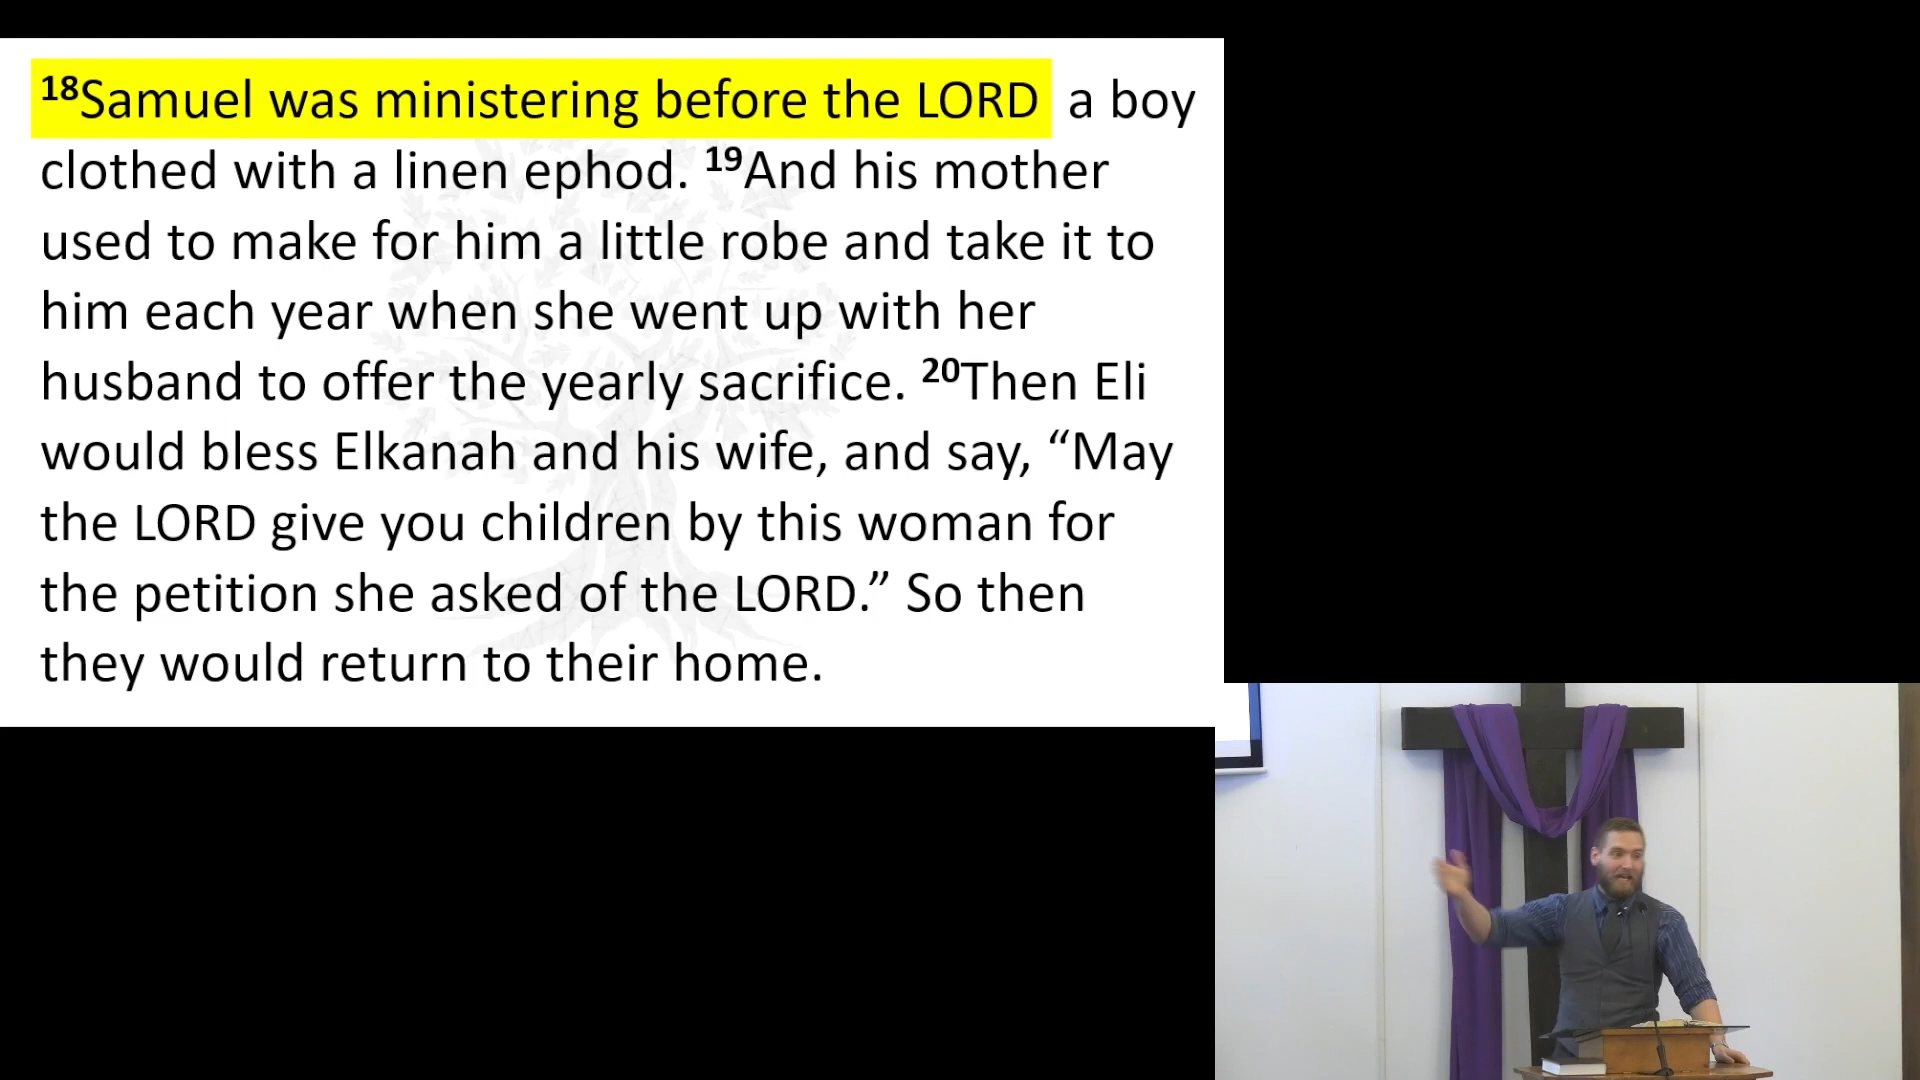 18Samuel was ministering before the LORD a boy
clothed with a linen ephod. 19And his mother
used to make for him a little robe and take it to
him each year when she went up with her
husband to offer the yearly sacrifice. 20Then Eli
would bless Elkanah and his wife, and say, “May
the LORD give you children by this woman for
the petition she asked of the LORD.” So then
they would return to their home.